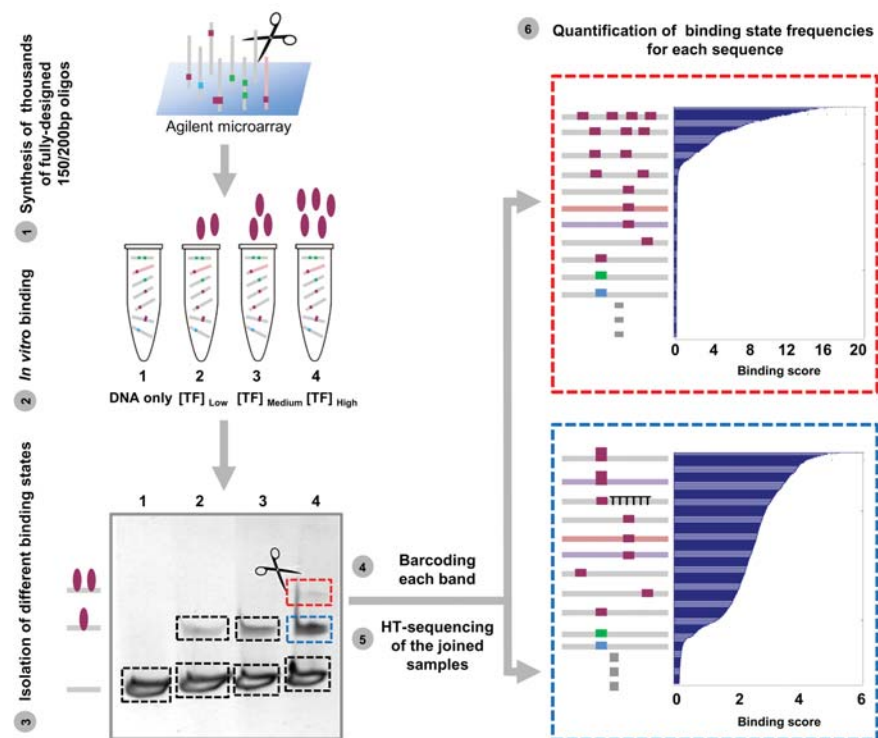 1
Synthesis of thousands
of fully-designed
150/200bp oligos
Agilent microarray
2
In vitro binding
1 2 3 4
DNA only [TF] Low [TF] Medium [TF] High
3
Isolation of different binding states
1 2 3 4
4
Barcoding
each band
5
HT-sequencing
of the joined
samples
6
Quantification of binding state frequencies
for each sequence
0 4 8 12 16 20
Binding score
TTTTTT
0 2 4 6
Binding score